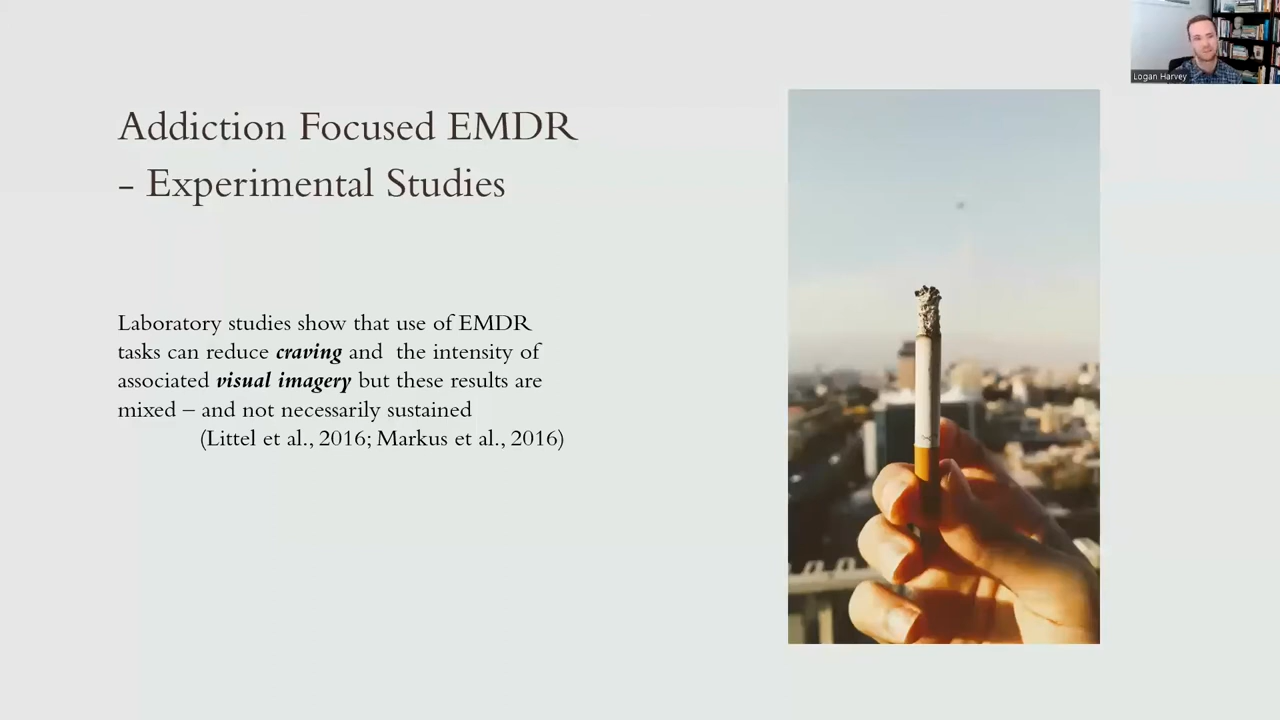 Logan Harvey
Addiction Focused EMDR
- Experimental Studies
Laboratory studies show that use of EMDR
tasks can reduce craving and  the intensity of
associated visual imagery but these results are
mixed – and not necessarily sustained
(Littel et al., 2016; Markus et al., 2016)